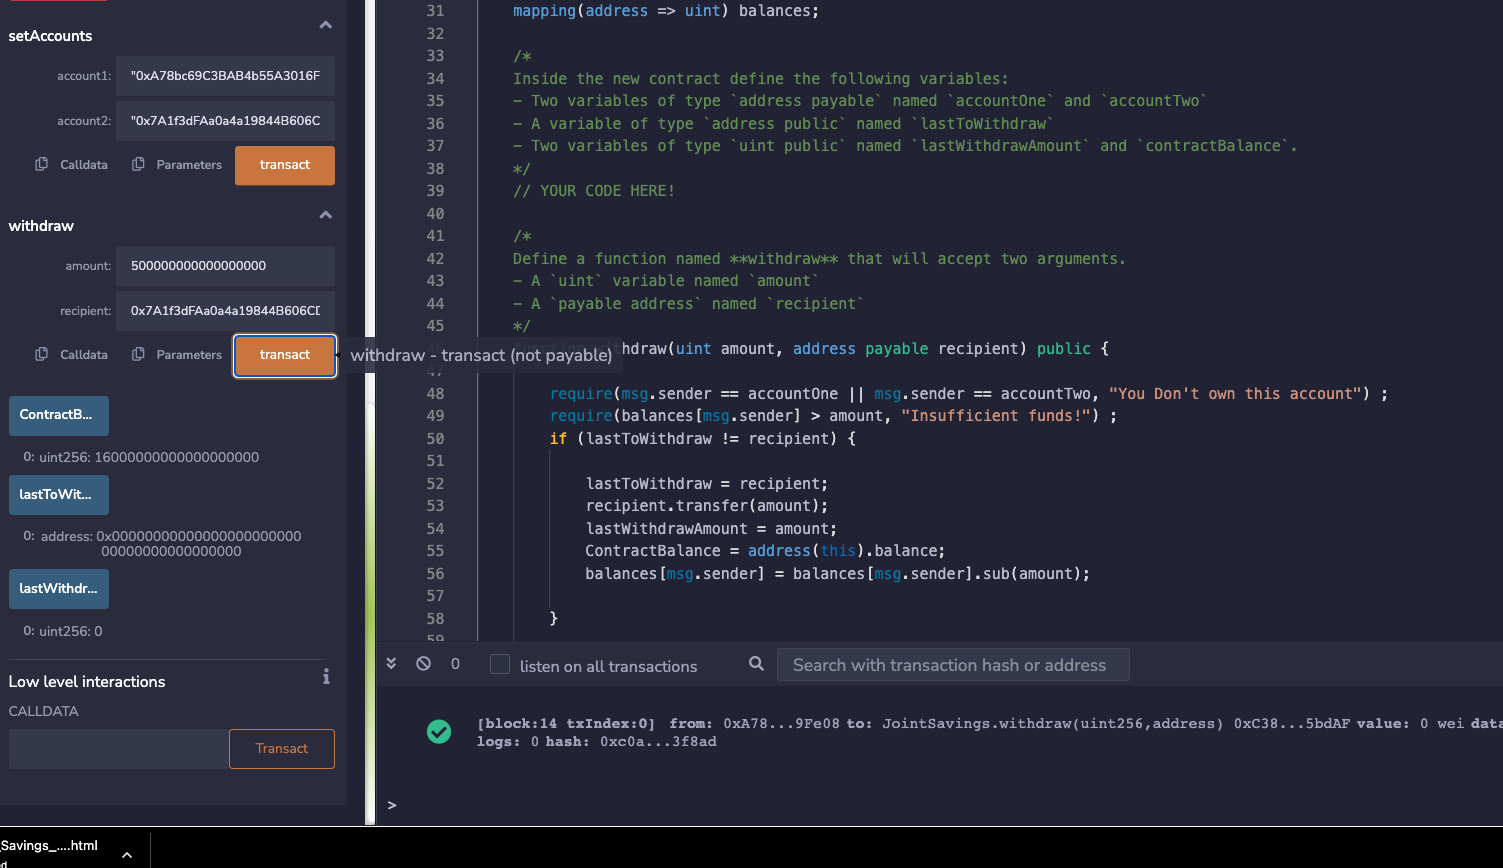 setAccounts
account1: "0xA78bc69C3BAB4b55A3016F
account2: "0x7A1f3dFAa0a4a19844B606C
Calldata Parameters transact
withdraw
amount: 500000000000000000
recipient: 0x7A1f3dFAa0a4a19844B606CD
Calldata Parameters transact
withdraw - transact (not payable)
ContractB...
0: uint256: 16000000000000000000
lastToWit...
0: address: 0x00000000000000000000000
00000000000000000
lastWithdr...
0: uint256: 0
Low level interactions
CALLDATA
Transact
31 mapping(address => uint) balances;
32
33 /*
34 Inside the new contract define the following variables:
35 - Two variables of type `address payable` named `accountOne` and `accountTwo`
36 - A variable of type `address public` named `lastToWithdraw`
37 - Two variables of type `uint public` named `lastWithdrawAmount` and `contractBalance`.
38 */
39 // YOUR CODE HERE!
40
41 /*
42 Define a function named **withdraw** that will accept two arguments.
43 - A `uint` variable named `amount`
44 - A `payable address` named `recipient`
45 */
thdraw(uint amount, address payable recipient) public {
48 require(msg.sender == accountOne || msg.sender == accountTwo, "You Don't own this account") ;
49 require(balances[msg.sender] > amount, "Insufficient funds!") ;
50 if (lastToWithdraw != recipient) {
51
52 lastToWithdraw = recipient;
53 recipient.transfer(amount);
54 lastWithdrawAmount = amount;
55 ContractBalance = address(this).balance;
56 balances[msg.sender] = balances[msg.sender].sub(amount);
57
58 }
59
0 listen on all transactions Search with transaction hash or address
[block:14 txIndex:0] from: 0xA78...9Fe08 to: JointSavings.withdraw(uint256,address) 0xC38...5bdAF value: 0 wei data
logs: 0 hash: 0xc0a...3f8ad
>
Savings_....html